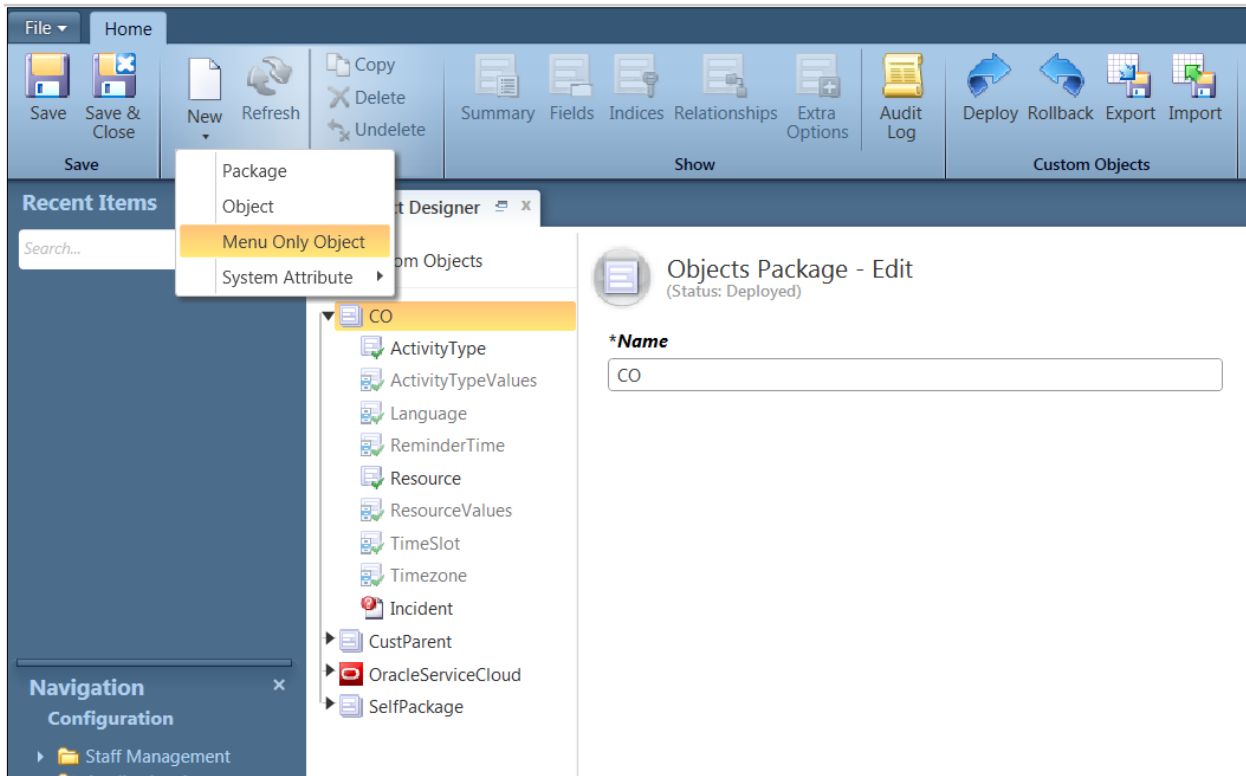 File
Home
Save
Save &
Close
New
Refresh
Copy
Delete
Undelete
Summary
Fields
Indices
Relationships
Extra
Options
Audit
Log
Deploy
Rollback
Export
Import
Save
Show
Custom Objects
Package
Object
Menu Only Object
System Attribute
Recent Items
Search...
t Designer
x
om Objects
CO
ActivityType
ActivityTypeValues
Language
ReminderTime
Resource
ResourceValues
TimeSlot
Timezone
Incident
CustParent
OracleServiceCloud
SelfPackage
Objects Package - Edit
(Status: Deployed)
*Name
CO
Navigation
×
Configuration
Staff Management